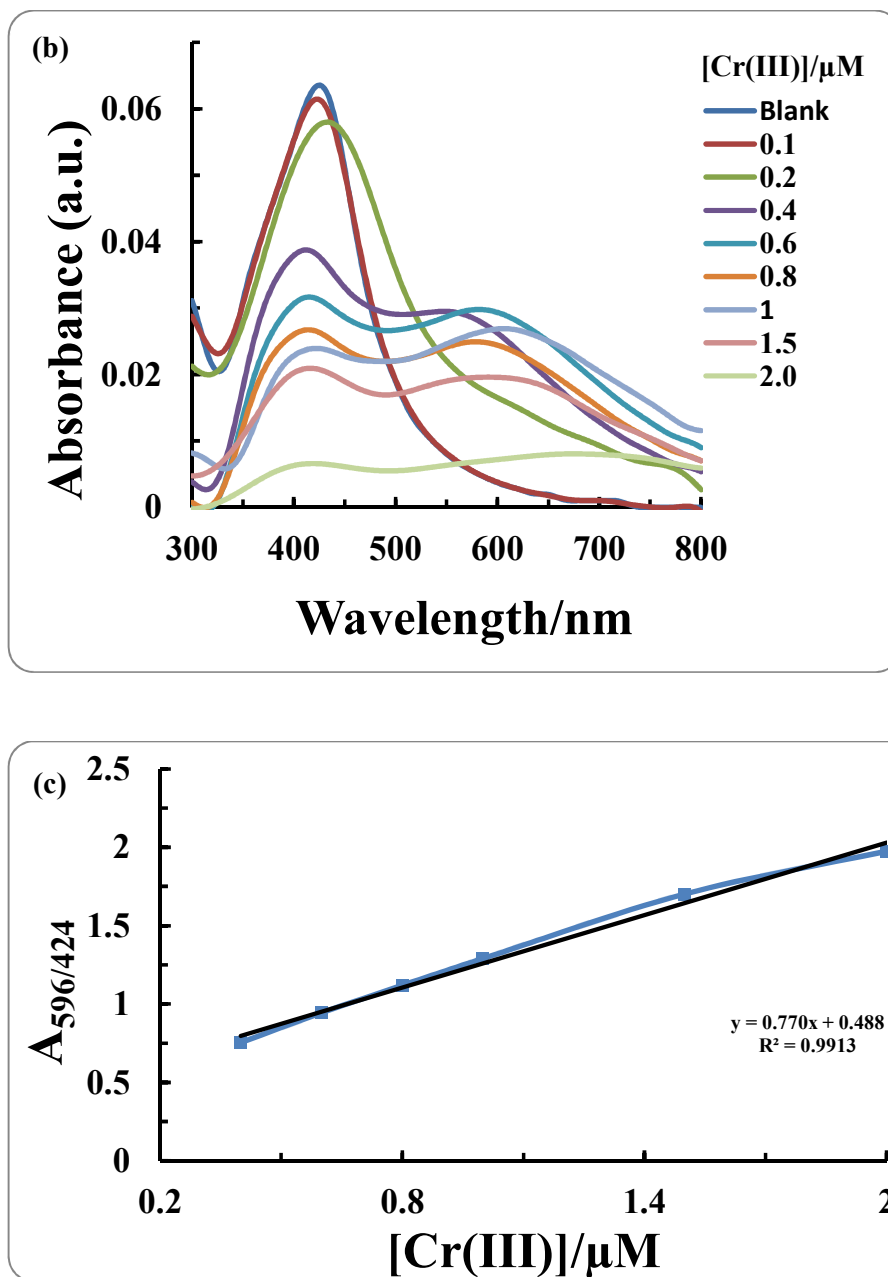 (b)
[Cr(III)]/µM
Blank
0.1
0.2
0.4
0.6
0.8
1
1.5
2.0
Absorbance (a.u.)
0.06
0.04
0.02
0
300 400 500 600 700 800
Wavelength/nm
(c)
A596/424
2.5
2
1.5
1
0.5
0
y = 0.770x + 0.488
R² = 0.9913
0.2 0.8 1.4 2
[Cr(III)]/µM